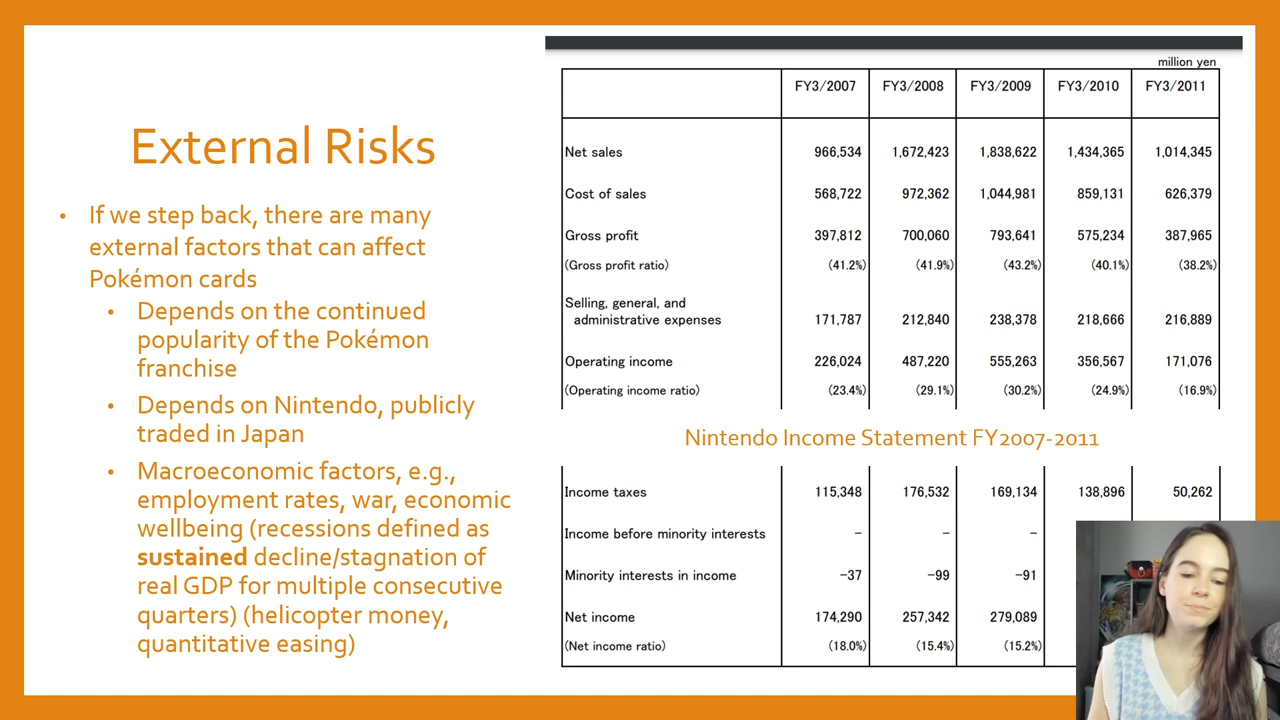 External Risks
• If we step back, there are many
external factors that can affect
Pokémon cards
• Depends on the continued
popularity of the Pokémon
franchise
• Depends on Nintendo, publicly
traded in Japan
• Macroeconomic factors, e.g.,
employment rates, war, economic
wellbeing (recessions defined as
sustained decline/stagnation of
real GDP for multiple consecutive
quarters) (helicopter money,
quantitative easing)
million yen
FY3/2007 FY3/2008 FY3/2009 FY3/2010 FY3/2011
Net sales 966,534 1,672,423 1,838,622 1,434,365 1,014,345
Cost of sales 568,722 972,362 1,044,981 859,131 626,379
Gross profit 397,812 700,060 793,641 575,234 387,965
(Gross profit ratio) (41.2%) (41.9%) (43.2%) (40.1%) (38.2%)
Selling, general, and
administrative expenses 171,787 212,840 238,378 218,666 216,889
Operating income 226,024 487,220 555,263 356,567 171,076
(Operating income ratio) (23.4%) (29.1%) (30.2%) (24.9%) (16.9%)
Nintendo Income Statement FY2007-2011
Income taxes 115,348 176,532 169,134 138,896 50,262
Income before minority interests – – –
Minority interests in income −37 −99 −91
Net income 174,290 257,342 279,089
(Net income ratio) (18.0%) (15.4%) (15.2%)